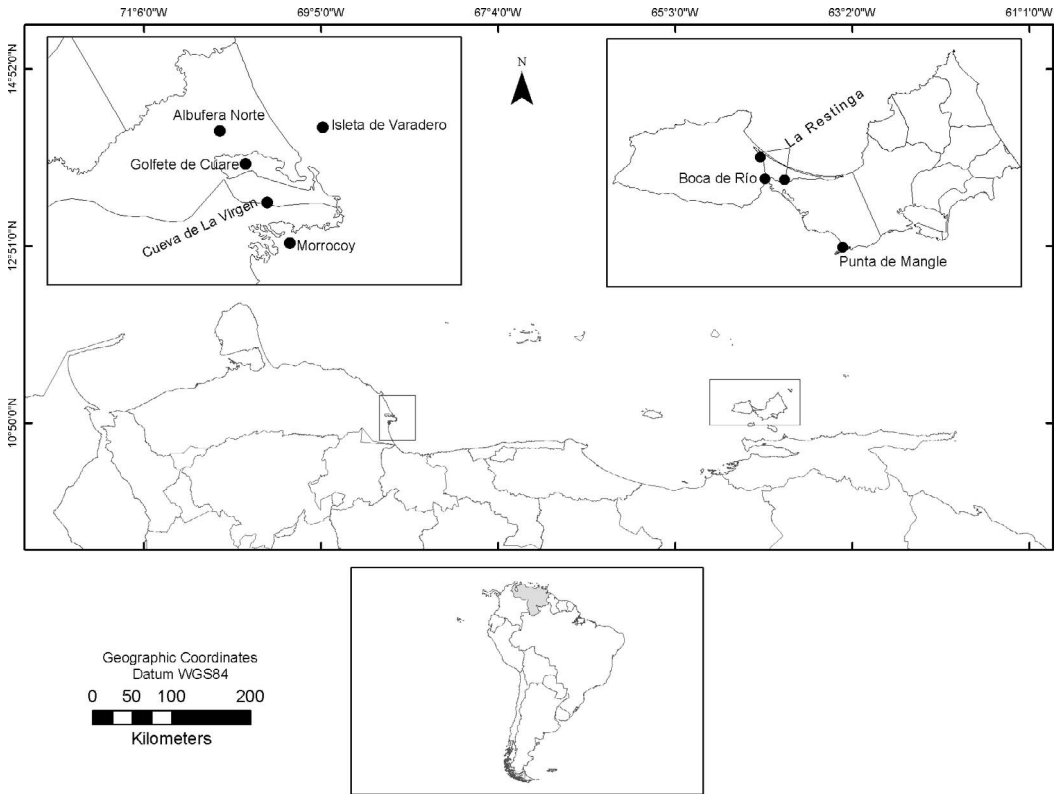 71°6'0"W 69°5'0"W 67°4'0"W 65°3'0"W 63°2'0"W 61°1'0"W
14°52'0"N
12°51'0"N
10°50'0"N
Albufera Norte
Isleta de Varadero
Golfete de Cuare
Cueva de La Virgen
Morrocoy
N
La Restinga
Boca de Río
Punta de Mangle
Geographic Coordinates
Datum WGS84
0 50 100 200
Kilometers